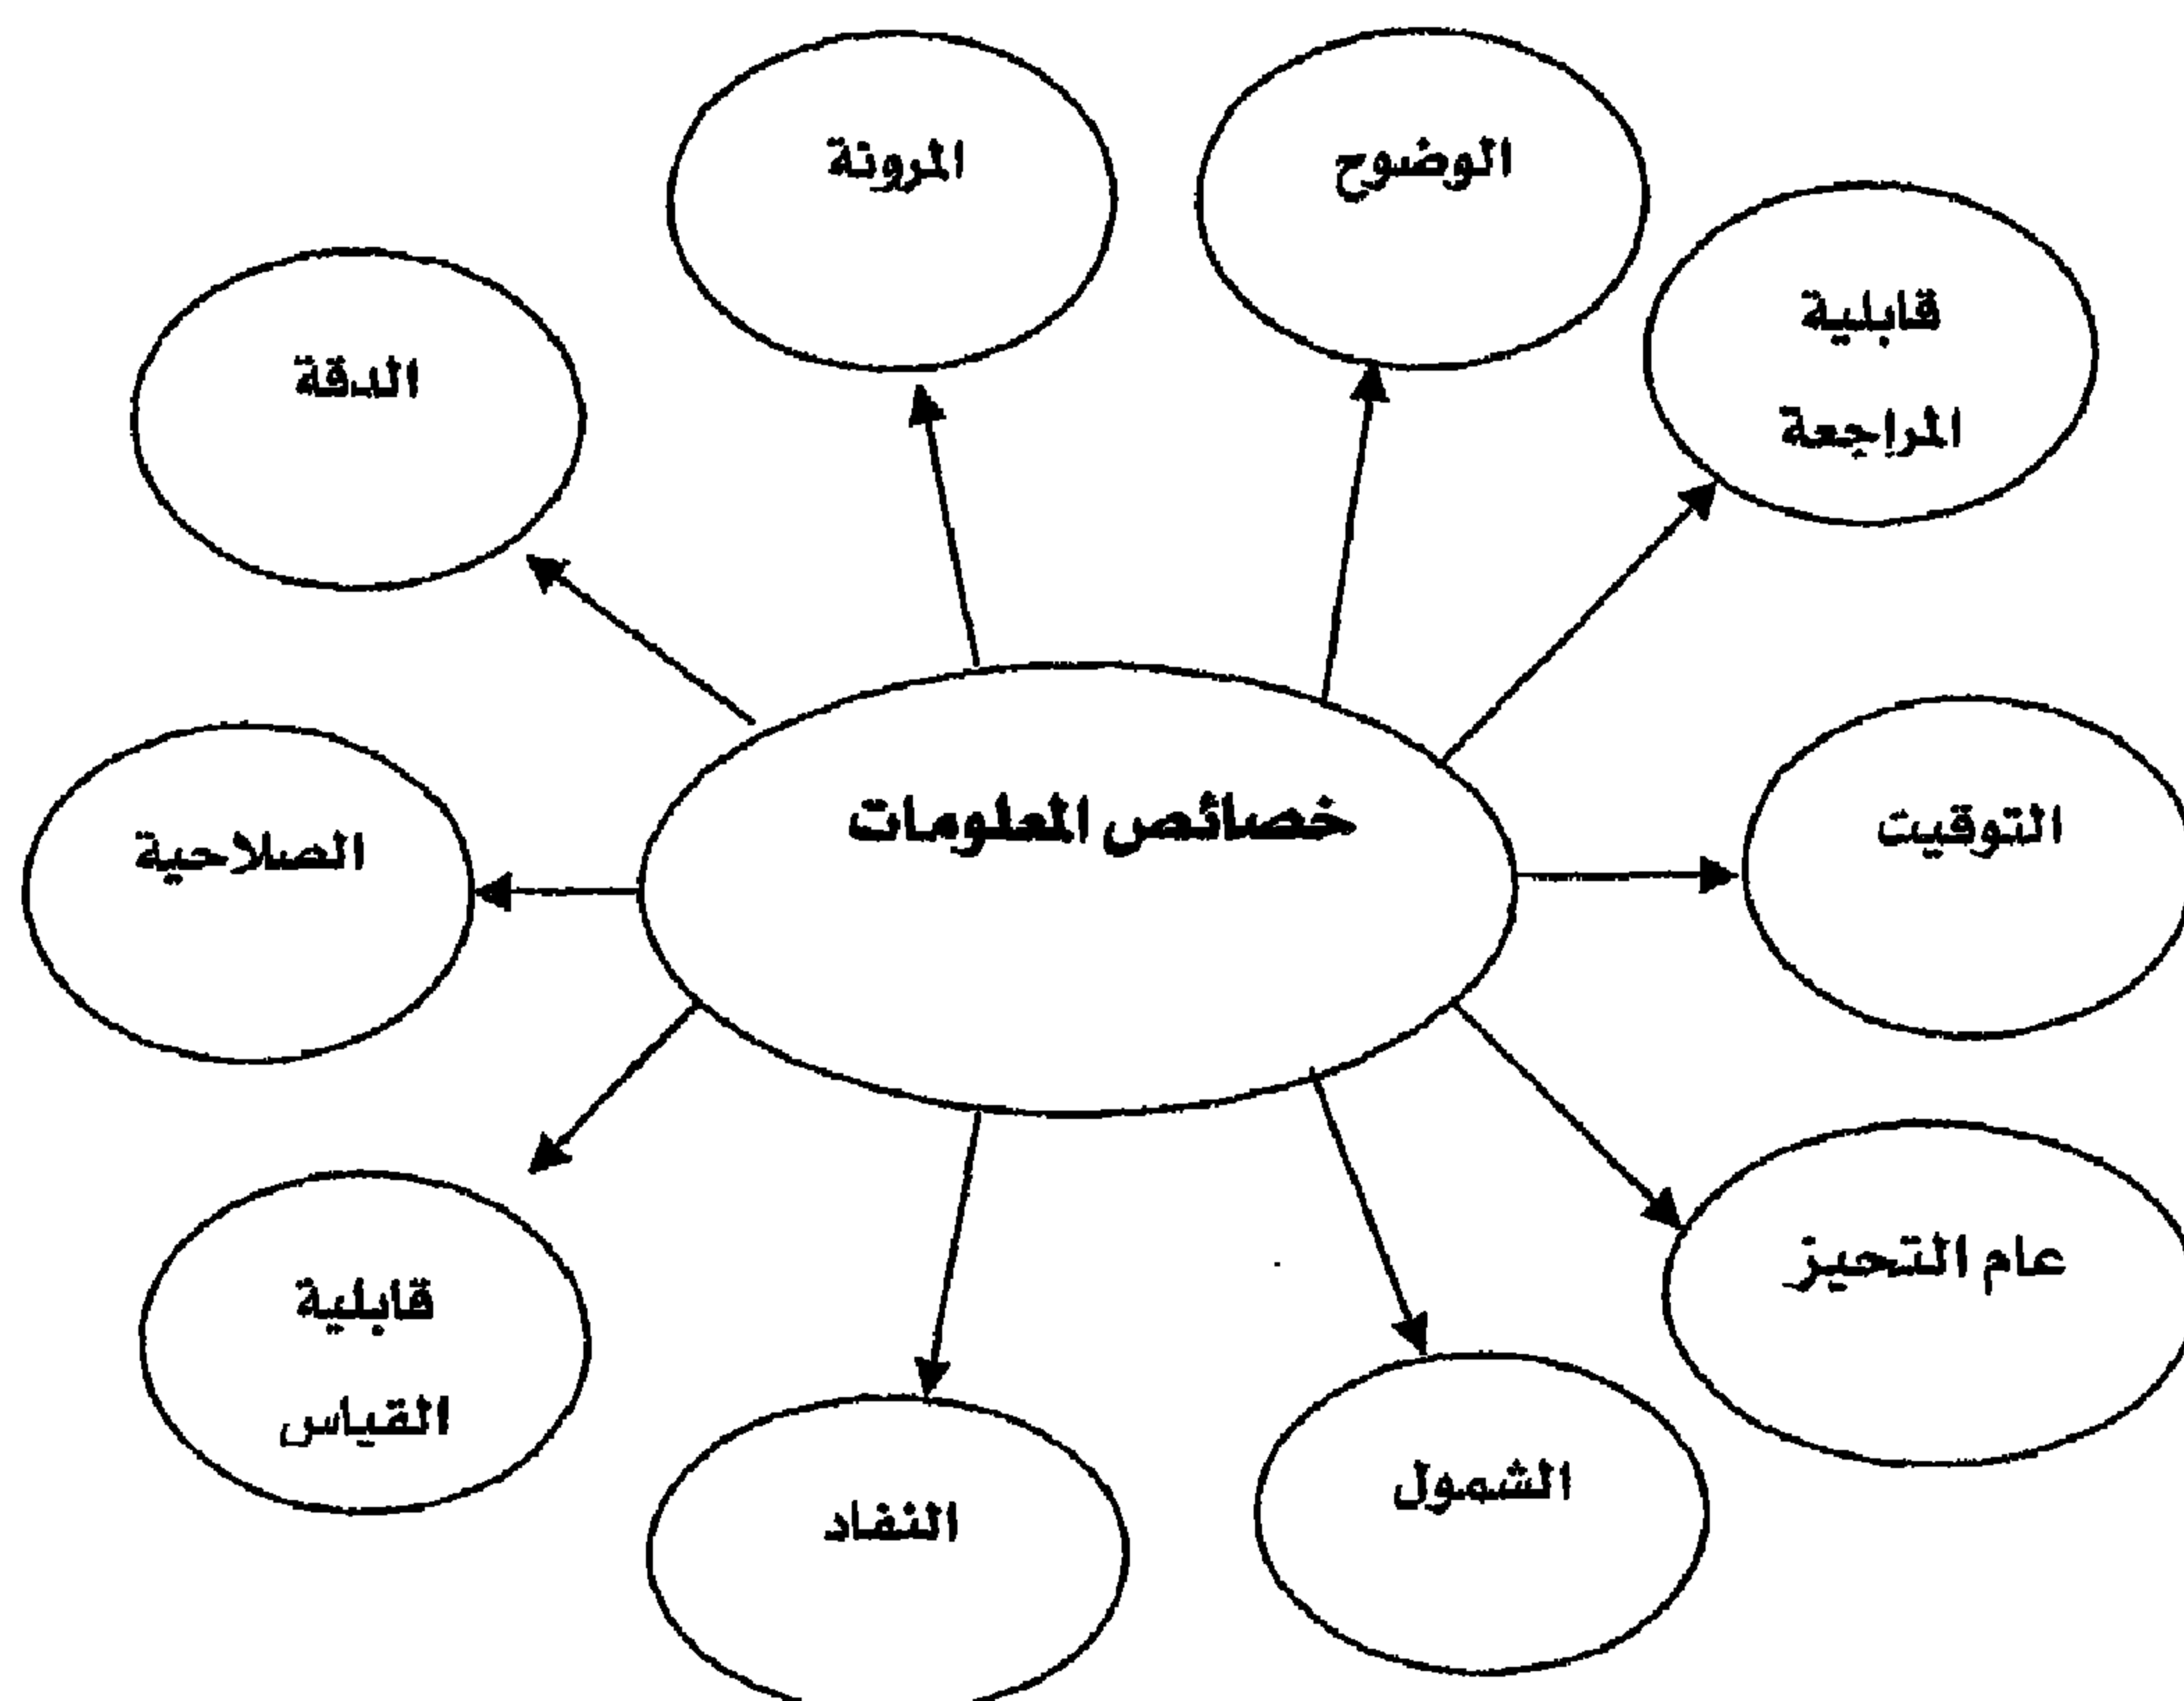 الوضوح
المرونة
قابلية
المراجعة
الدقة
خصائص المعلومات
التوقيت
الصلاحية
عام التحيز
قابلية
القياس
الشمول
النفاد